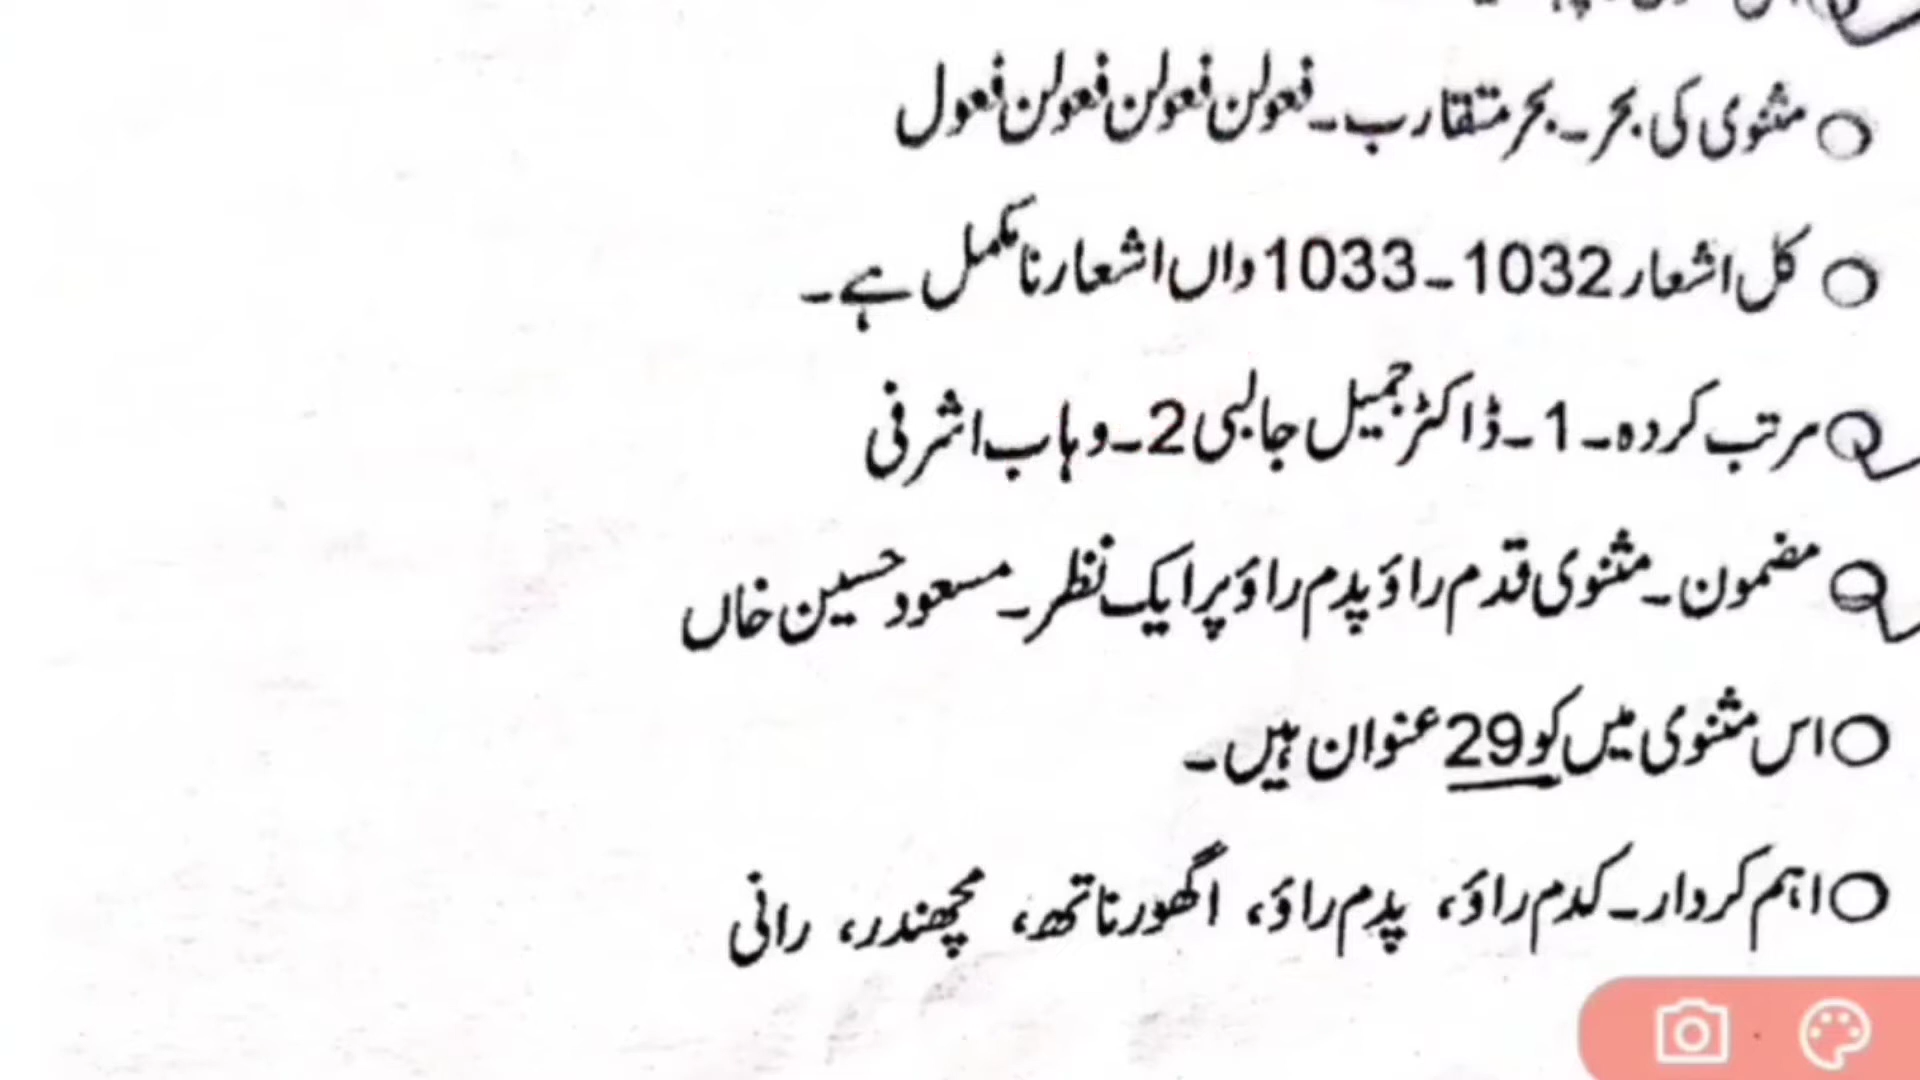 مثنوی کی بحر۔ بحر متقارب۔ فعولن فعولن فعولن فعول
کل اشعار 1032۔1033 واں اشعار نامکمل ہے۔
مرتب کردہ۔ 1۔ ڈاکٹر جمیل جالبی 2۔ وہاب اشرفی
مضمون۔ مثنوی قدم راؤ پدم راؤ پر ایک نظر۔ مسعود حسین خاں
اس مثنوی میں کو 29 عنوان ہیں۔
اہم کردار۔ کدم راؤ، پدم راؤ، اگھورناتھ، مچھندر، رانی